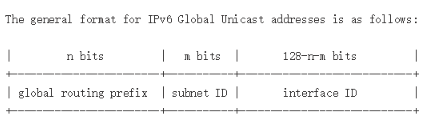 The general format for IPv6 Global Unicast addresses is as follows:
| n bits | m bits | 128-n-m bits |
+------------------------+-----------+----------------------------+
| global routing prefix | subnet ID | interface ID |
+------------------------+-----------+----------------------------+